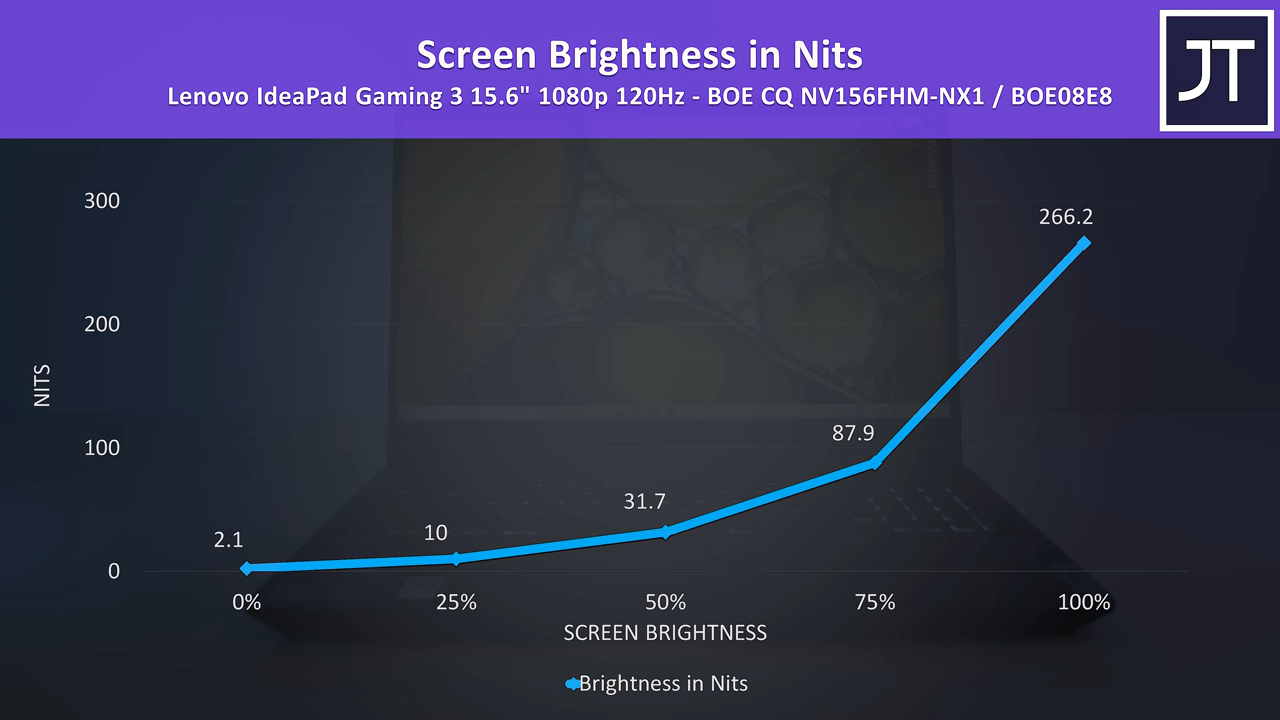 Screen Brightness in Nits
Lenovo IdeaPad Gaming 3 15.6" 1080p 120Hz - BOE CQ NV156FHM-NX1 / BOE08E8
JT
300
200
100
0
NITS
2.1
10
31.7
87.9
266.2
0%
25%
50%
75%
100%
SCREEN BRIGHTNESS
Brightness in Nits